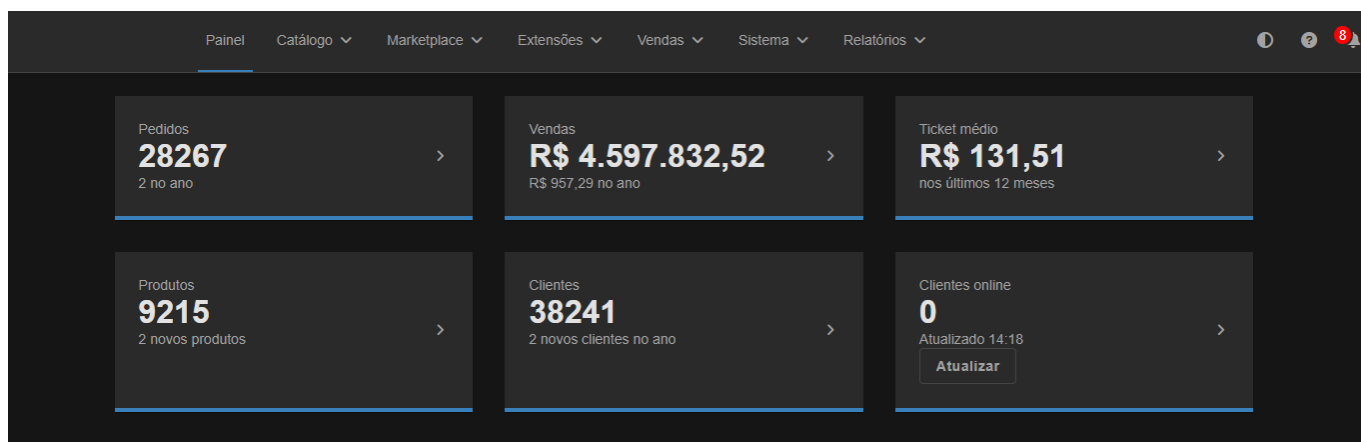 Painel Catálogo Marketplace Extensões Vendas Sistema Relatórios ? 8
Pedidos
28267
2 no ano
Vendas
R$ 4.597.832,52
R$ 957,29 no ano
Ticket médio
R$ 131,51
nos últimos 12 meses
Produtos
9215
2 novos produtos
Clientes
38241
2 novos clientes no ano
Clientes online
0
Atualizado 14:18
Atualizar